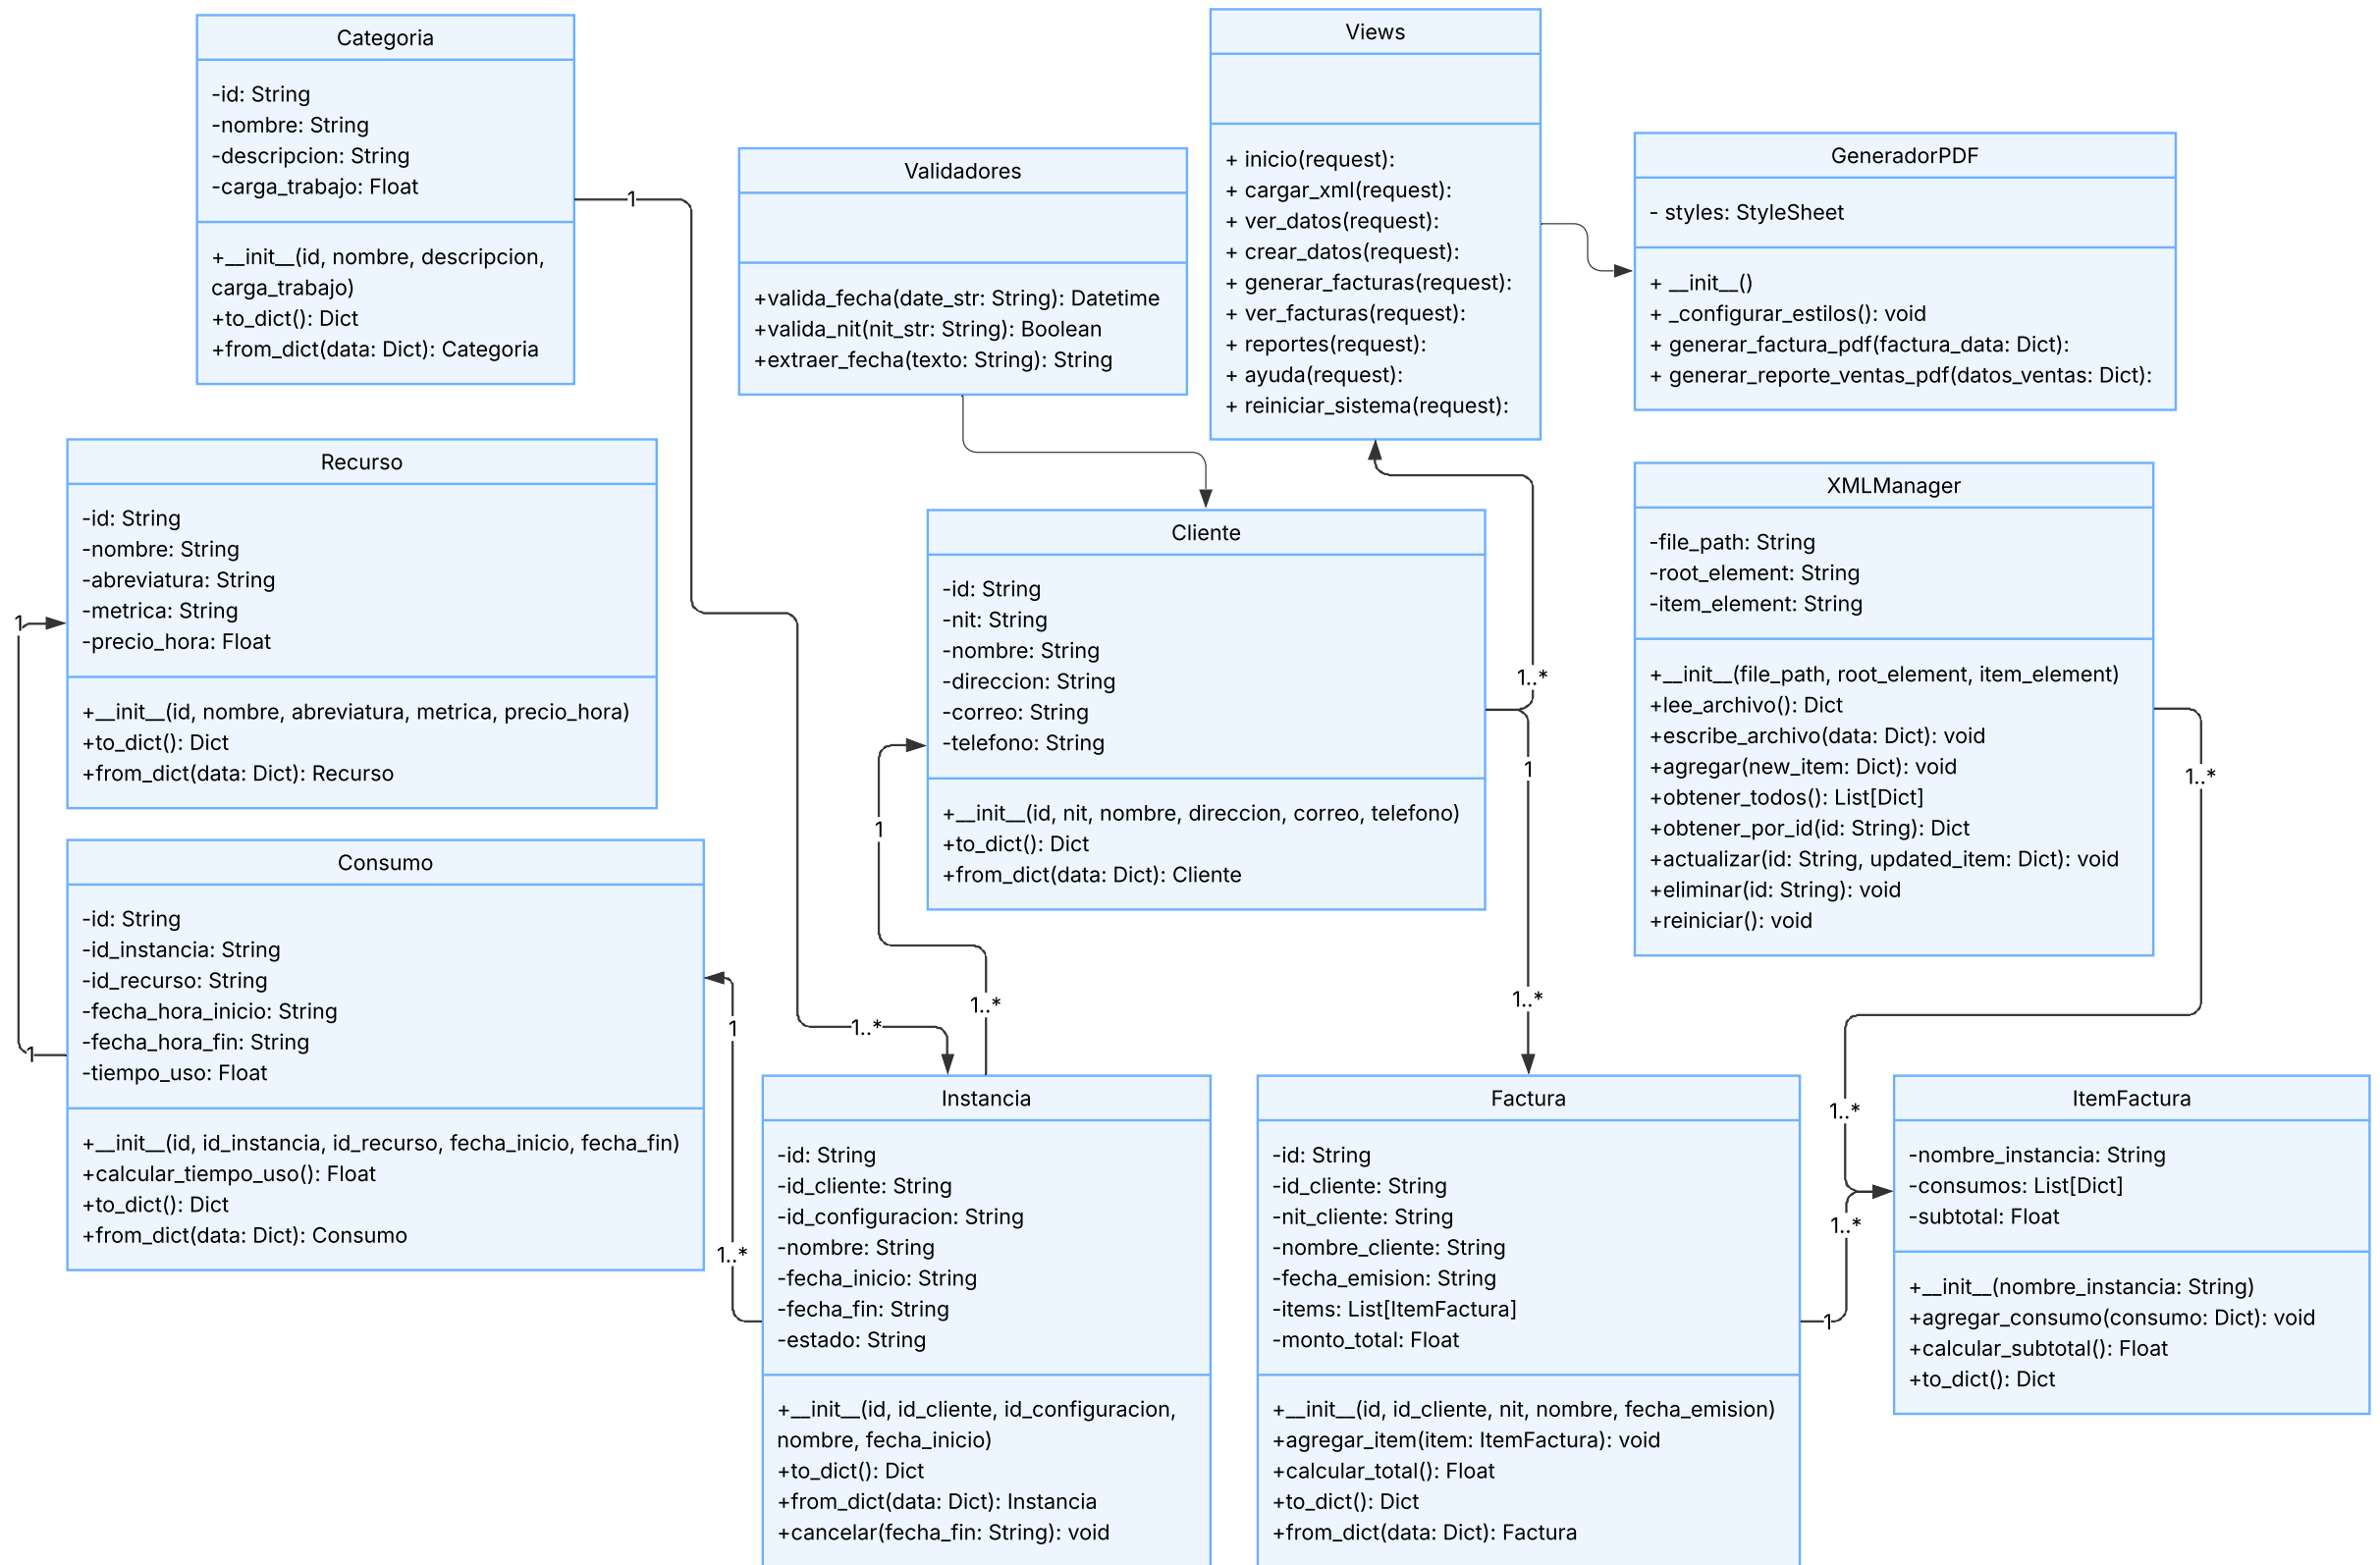 Categoria
-id: String
-nombre: String
-descripcion: String
-carga_trabajo: Float
+__init__(id, nombre, descripcion,
carga_trabajo)
+to_dict(): Dict
+from_dict(data: Dict): Categoria
Validadores
+valida_fecha(date_str: String): Datetime
+valida_nit(nit_str: String): Boolean
+extraer_fecha(texto: String): String
Views
+ inicio(request):
+ cargar_xml(request):
+ ver_datos(request):
+ crear_datos(request):
+ generar_facturas(request):
+ ver_facturas(request):
+ reportes(request):
+ ayuda(request):
+ reiniciar_sistema(request):
GeneradorPDF
- styles: StyleSheet
+ __init__()
+ _configurar_estilos(): void
+ generar_factura_pdf(factura_data: Dict):
+ generar_reporte_ventas_pdf(datos_ventas: Dict):
Recurso
-id: String
-nombre: String
-abreviatura: String
-metrica: String
-precio_hora: Float
+__init__(id, nombre, abreviatura, metrica, precio_hora)
+to_dict(): Dict
+from_dict(data: Dict): Recurso
Cliente
-id: String
-nit: String
-nombre: String
-direccion: String
-correo: String
-telefono: String
+__init__(id, nit, nombre, direccion, correo, telefono)
+to_dict(): Dict
+from_dict(data: Dict): Cliente
XMLManager
-file_path: String
-root_element: String
-item_element: String
+__init__(file_path, root_element, item_element)
+lee_archivo(): Dict
+escribe_archivo(data: Dict): void
+agregar(new_item: Dict): void
+obtener_todos(): List[Dict]
+obtener_por_id(id: String): Dict
+actualizar(id: String, updated_item: Dict): void
+eliminar(id: String): void
+reiniciar(): void
Consumo
-id: String
-id_instancia: String
-id_recurso: String
-fecha_hora_inicio: String
-fecha_hora_fin: String
-tiempo_uso: Float
+__init__(id, id_instancia, id_recurso, fecha_inicio, fecha_fin)
+calcular_tiempo_uso(): Float
+to_dict(): Dict
+from_dict(data: Dict): Consumo
Instancia
-id: String
-id_cliente: String
-id_configuracion: String
-nombre: String
-fecha_inicio: String
-fecha_fin: String
-estado: String
+__init__(id, id_cliente, id_configuracion,
nombre, fecha_inicio)
+to_dict(): Dict
+from_dict(data: Dict): Instancia
+cancelar(fecha_fin: String): void
Factura
-id: String
-id_cliente: String
-nit_cliente: String
-nombre_cliente: String
-fecha_emision: String
-items: List[ItemFactura]
-monto_total: Float
+__init__(id, id_cliente, nit, nombre, fecha_emision)
+agregar_item(item: ItemFactura): void
+calcular_total(): Float
+to_dict(): Dict
+from_dict(data: Dict): Factura
ItemFactura
-nombre_instancia: String
-consumos: List[Dict]
-subtotal: Float
+__init__(nombre_instancia: String)
+agregar_consumo(consumo: Dict): void
+calcular_subtotal(): Float
+to_dict(): Dict
1
1..*
1
1
1
1..*
1
1..*
1..*
1
1..*
1..*
1..*
1
1..*